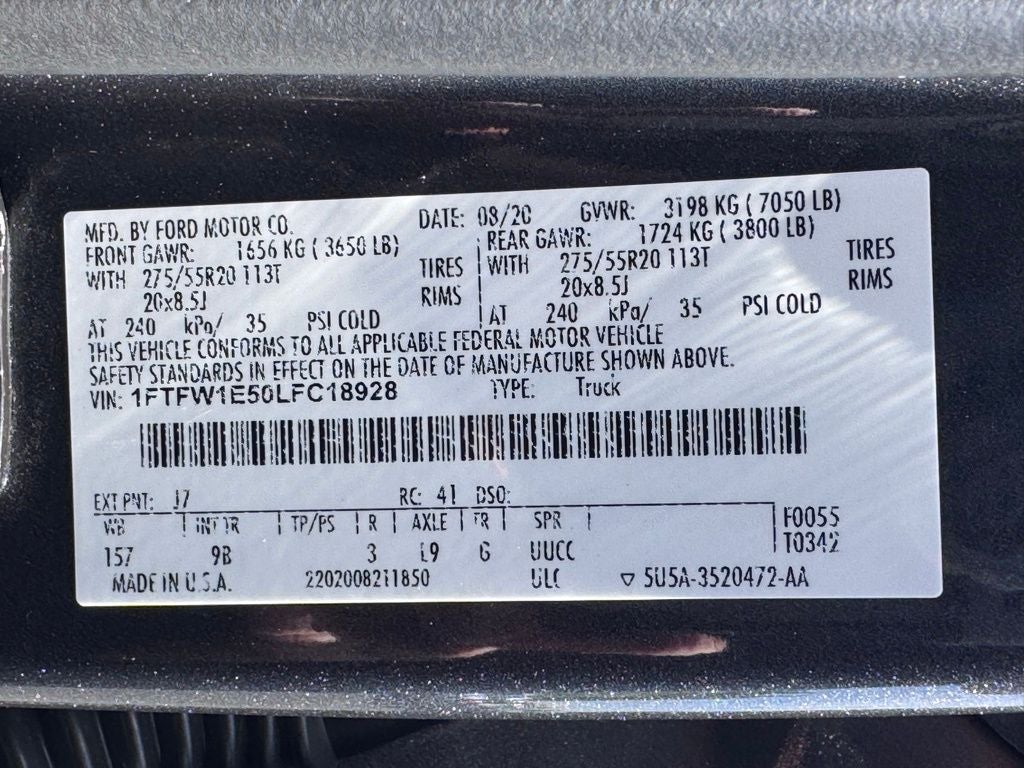 MFD. BY FORD MOTOR CO. DATE: 08/20 GVWR: 3198 KG ( 7050 LB)
FRONT GAWR: 1656 KG ( 3650 LB) REAR GAWR: 1724 KG ( 3800 LB)
WITH 275/55R20 113T TIRES WITH 275/55R20 113T TIRES
20x8.5J RIMS 20x8.5J RIMS
AT 240 kPa/ 35 PSI COLD AT 240 kPa/ 35 PSI COLD
THIS VEHICLE CONFORMS TO ALL APPLICABLE FEDERAL MOTOR VEHICLE
SAFETY STANDARDS IN EFFECT ON THE DATE OF MANUFACTURE SHOWN ABOVE.
VIN: 1FTFW1E50LFC18928 TYPE: Truck
EXT PNT: J7 RC: 41 DSO:
WB INT TR TP/PS R AXLE TR SPR F0055
157 9B 3 L9 G UUCC T0342
MADE IN U.S.A. 2202008211850 ULC ▽ 5U5A-3520472-AA